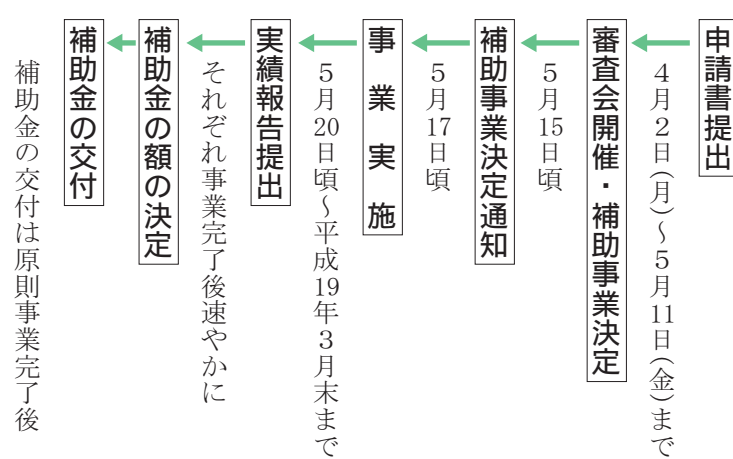 申請書提出
4月2日(月)~5月11日(金)まで
審査会開催・補助事業決定
5月15日頃
補助事業決定通知
5月17日頃
事業実施
5月20日頃~平成19年3月末まで
実績報告提出
それぞれ事業完了後速やかに
補助金の額の決定
補助金の交付
補助金の交付は原則事業完了後